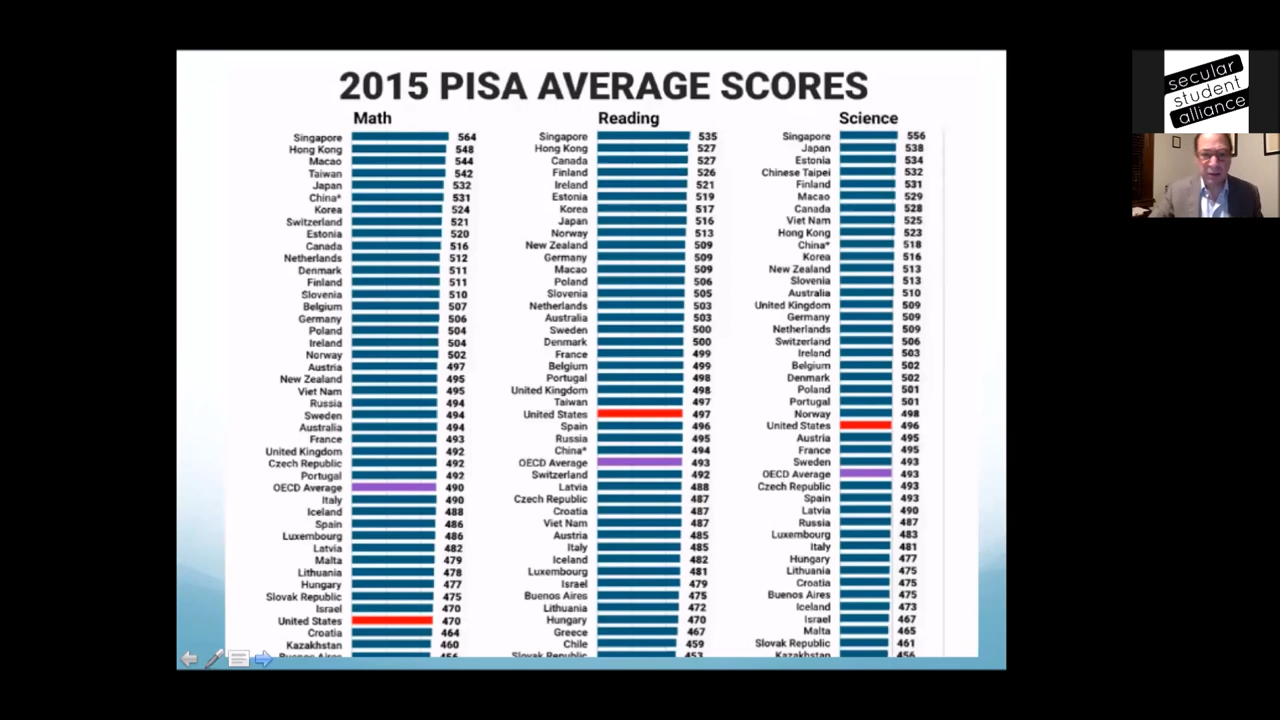 2015 PISA AVERAGE SCORES
Math
Singapore 564
Hong Kong 548
Macao 544
Taiwan 542
Japan 532
China* 531
Korea 524
Switzerland 521
Estonia 520
Canada 516
Netherlands 512
Denmark 511
Finland 511
Slovenia 510
Belgium 507
Germany 506
Poland 504
Ireland 504
Norway 502
Austria 497
New Zealand 495
Viet Nam 495
Russia 494
Sweden 494
Australia 494
France 493
United Kingdom 492
Czech Republic 492
Portugal 492
OECD Average 490
Italy 490
Iceland 488
Spain 486
Luxembourg 486
Latvia 482
Malta 479
Lithuania 478
Hungary 477
Slovak Republic 475
Israel 470
United States 470
Croatia 464
Kazakhstan 460
Buenos Aires 456
Reading
Singapore 535
Hong Kong 527
Canada 527
Finland 526
Ireland 521
Estonia 519
Korea 517
Japan 516
Norway 513
New Zealand 509
Germany 509
Macao 509
Poland 506
Slovenia 505
Netherlands 503
Australia 503
Sweden 500
Denmark 500
France 499
Belgium 499
Portugal 498
United Kingdom 498
Taiwan 497
United States 497
Spain 496
Russia 495
China* 494
OECD Average 493
Switzerland 492
Latvia 488
Czech Republic 487
Croatia 487
Viet Nam 487
Austria 485
Italy 485
Iceland 482
Luxembourg 481
Israel 479
Buenos Aires 475
Lithuania 472
Hungary 470
Greece 467
Chile 459
Slovak Republic 453
Science
Singapore 556
Japan 538
Estonia 534
Chinese Taipei 532
Finland 531
Macao 529
Canada 528
Viet Nam 525
Hong Kong 523
China* 518
Korea 516
New Zealand 513
Slovenia 513
Australia 510
United Kingdom 509
Germany 509
Netherlands 509
Switzerland 506
Ireland 503
Belgium 502
Denmark 502
Poland 501
Portugal 501
Norway 498
United States 496
Austria 495
France 495
Sweden 493
OECD Average 493
Czech Republic 493
Spain 493
Latvia 490
Russia 487
Luxembourg 483
Italy 481
Hungary 477
Lithuania 475
Croatia 475
Buenos Aires 475
Iceland 473
Israel 467
Malta 465
Slovak Republic 461
Kazakhstan 456
secular
student
alliance